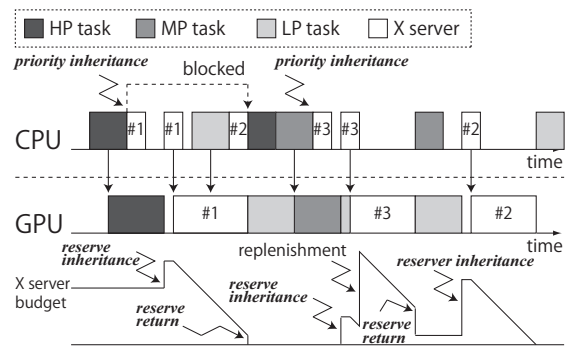 HP task MP task LP task X server
priority inheritance blocked priority inheritance
CPU #1 #1 #2 #3 #3 #2
time
GPU #1 #3 #2
time
reserve inheritance replenishment reserver inheritance
X server budget reserve return reserve inheritance reserve return